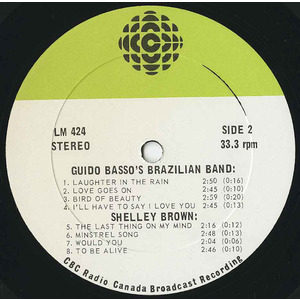 LM 424
SIDE 2
STEREO
33.3 rpm
GUIDO BASSO'S BRAZILIAN BAND:
1. LAUGHTER IN THE RAIN 2:50 (0:16)
2. LOVE GOES ON 2:45 (0:10)
3. BIRD OF BEAUTY 2:59 (0:20)
4. I'LL HAVE TO SAY I LOVE YOU 2:45 (0:13)
SHELLEY BROWN:
5. THE LAST THING ON MY MIND 2:16 (0:12)
6. MINSTREL SONG 2:48 (0:13)
7. WOULD YOU 2:04 (0:06)
8. TO BE ALIVE 2:46 (0:12)
CBC Radio Canada Broadcast Recording